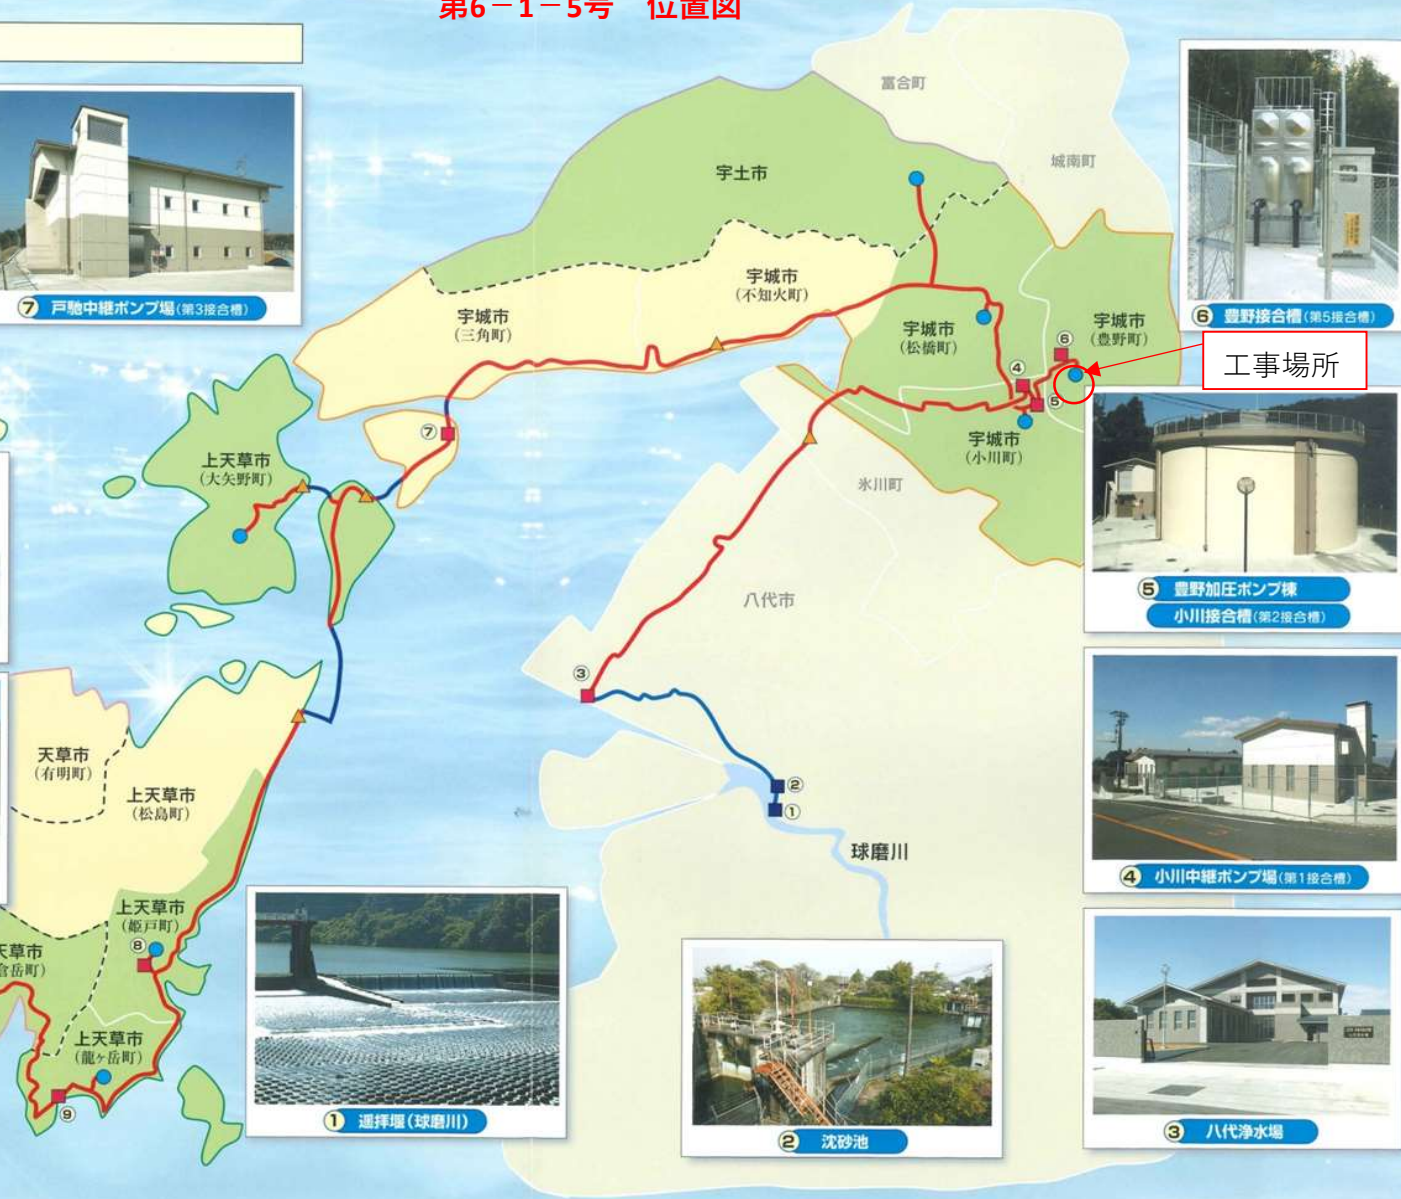 第6－1－5号　位置図
富合町
城南町
宇土市
⑦ 戸馳中継ポンプ場(第3接合槽)
宇城市
(不知火町)
宇城市
(三角町)
宇城市
(松橋町)
宇城市
(豊野町)
⑥ 豊野接合槽(第5接合槽)
工事場所
⑥
④
⑤
⑦
宇城市
(小川町)
上天草市
(大矢野町)
氷川町
⑤ 豊野加圧ポンプ棟
小川接合槽(第2接合槽)
八代市
③
天草市
(有明町)
上天草市
(松島町)
②
①
球磨川
④ 小川中継ポンプ場(第1接合槽)
上天草市
(姫戸町)
⑧
天草市
倉岳町)
上天草市
(龍ヶ岳町)
⑨
① 遥拝堰(球磨川)
② 沈砂池
③ 八代浄水場